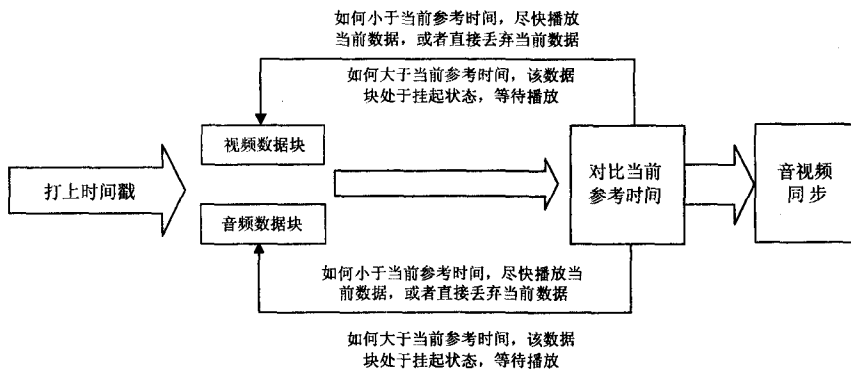 如何小于当前参考时间，尽快播放
当前数据，或者直接丢弃当前数据
如何大于当前参考时间，该数据
块处于挂起状态，等待播放
视频数据块
打上时间戳
音频数据块
对比当前
参考时间
音视频
同步
如何小于当前参考时间，尽快播放当
前数据，或者直接丢弃当前数据
如何大于当前参考时间，该数据
块处于挂起状态，等待播放